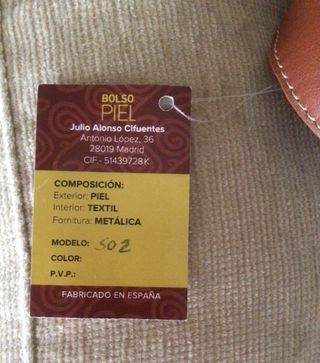 BOLSO
PIEL
Julio Alonso Cifuentes
Antonio López, 36
28019 Madrid
CIF.- 51439728K
COMPOSICIÓN:
Exterior: PIEL
Interior: TEXTIL
Fornitura: METÁLICA
MODELO: 502
COLOR:
P.V.P.:
FABRICADO EN ESPAÑA